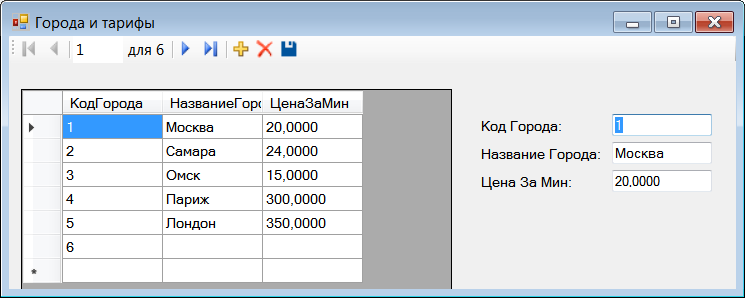 Города и тарифы
1 для 6
КодГорода НазваниеГоро ЦенаЗаМин
1 Москва 20,0000
2 Самара 24,0000
3 Омск 15,0000
4 Париж 300,0000
5 Лондон 350,0000
6
*
Код Города: 1
Название Города: Москва
Цена За Мин: 20,0000